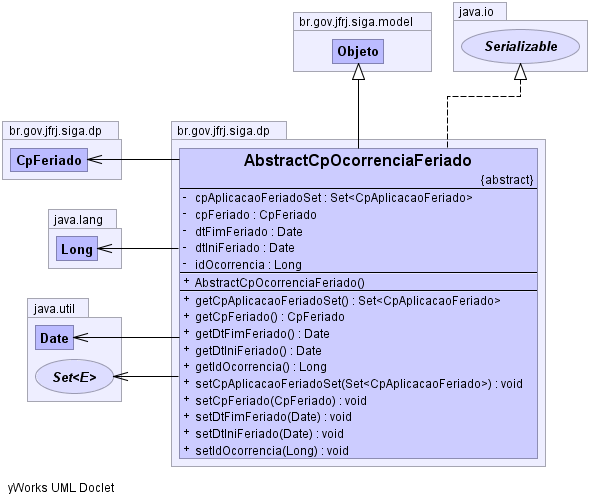 br.gov.jfrj.siga.model
Objeto
java.io
Serializable
br.gov.jfrj.siga.dp
CpFeriado
java.lang
Long
java.util
Date
Set<E>
br.gov.jfrj.siga.dp
AbstractCpOcorrenciaFeriado
{abstract}
- cpAplicacaoFeriadoSet : Set<CpAplicacaoFeriado>
- cpFeriado : CpFeriado
- dtFimFeriado : Date
- dtIniFeriado : Date
- idOcorrencia : Long
+ AbstractCpOcorrenciaFeriado()
+ getCpAplicacaoFeriadoSet() : Set<CpAplicacaoFeriado>
+ getCpFeriado() : CpFeriado
+ getDtFimFeriado() : Date
+ getDtIniFeriado() : Date
+ getIdOcorrencia() : Long
+ setCpAplicacaoFeriadoSet(Set<CpAplicacaoFeriado>) : void
+ setCpFeriado(CpFeriado) : void
+ setDtFimFeriado(Date) : void
+ setDtIniFeriado(Date) : void
+ setIdOcorrencia(Long) : void
yWorks UML Doclet